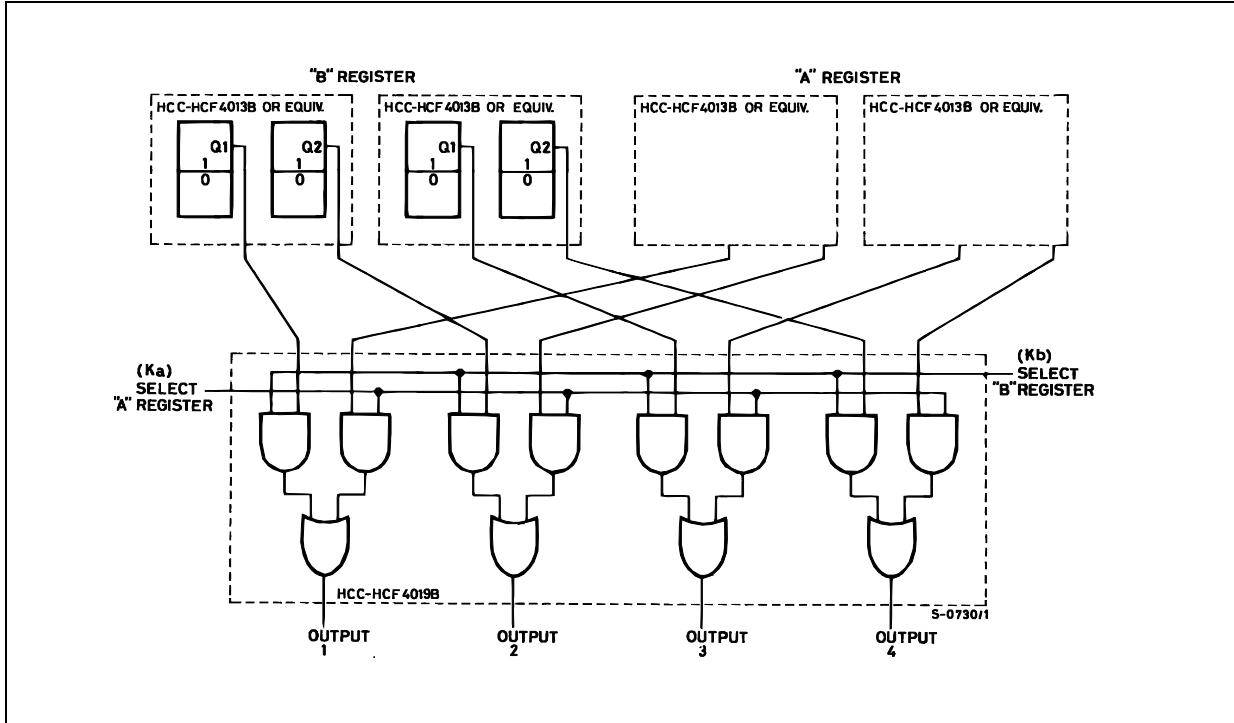 "B" REGISTER
"A" REGISTER
HCC-HCF4013B OR EQUIV.
HCC-HCF4013B OR EQUIV.
HCC-HCF4013B OR EQUIV.
HCC-HCF4013B OR EQUIV.
Q1
1
0
Q2
1
0
Q1
1
0
Q2
1
0
(Ka)
SELECT
"A" REGISTER
(Kb)
SELECT
"B" REGISTER
HCC-HCF4019B
S-0730/1
OUTPUT
1
OUTPUT
2
OUTPUT
3
OUTPUT
4